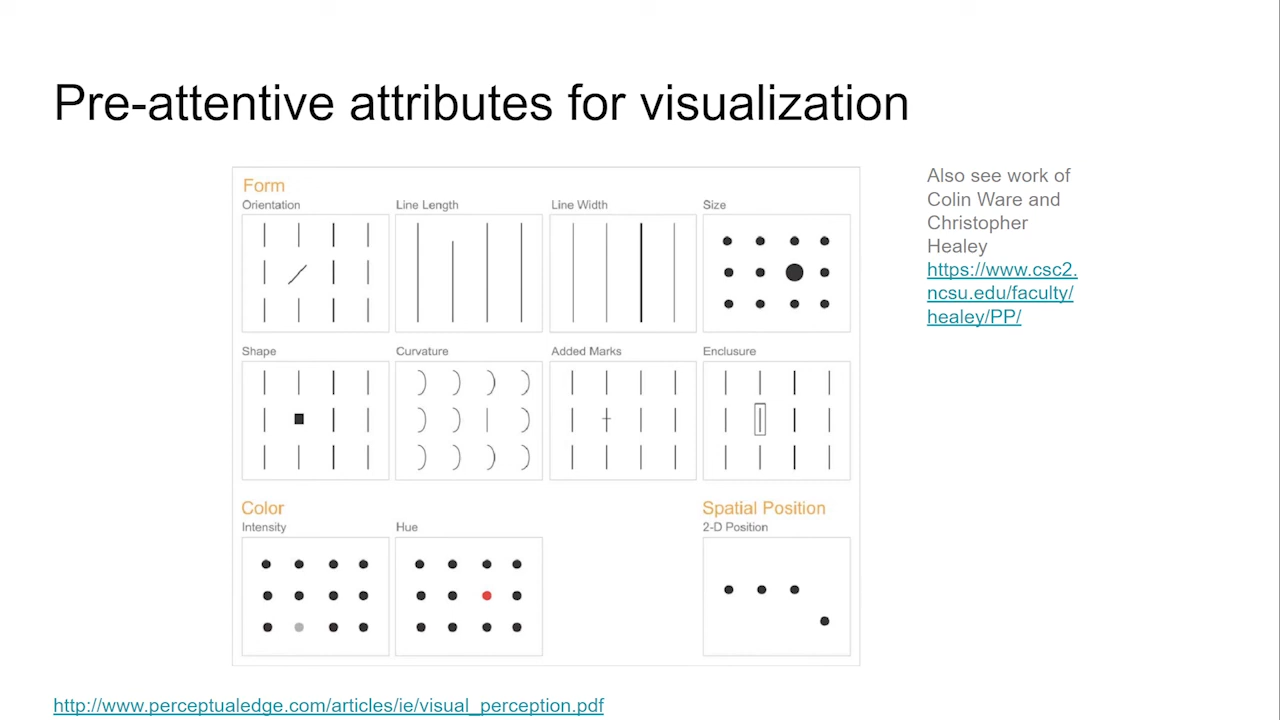 Pre-attentive attributes for visualization
Form
Orientation
Line Length
Line Width
Size
Shape
Curvature
Added Marks
Enclusure
Color
Intensity
Hue
Spatial Position
2-D Position
Also see work of
Colin Ware and
Christopher
Healey
https://www.csc2.
ncsu.edu/faculty/
healey/PP/
http://www.perceptualedge.com/articles/ie/visual_perception.pdf